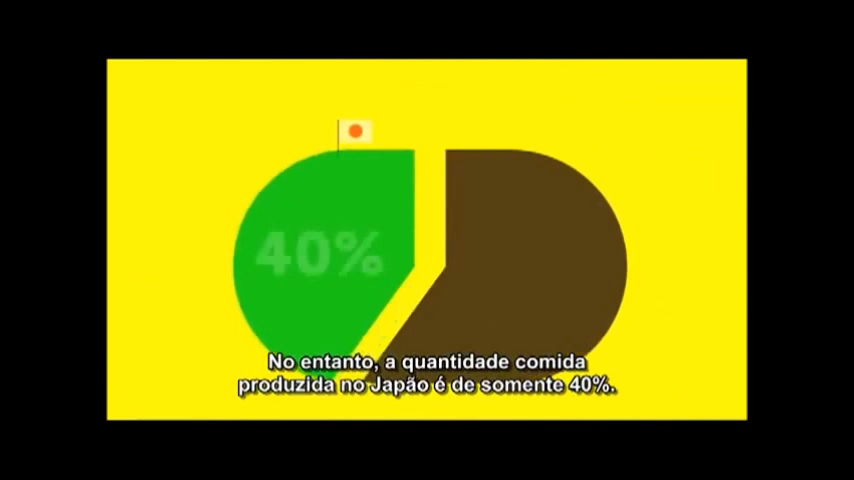 40%
No entanto, a quantidade comida
produzida no Japão é de somente 40%.